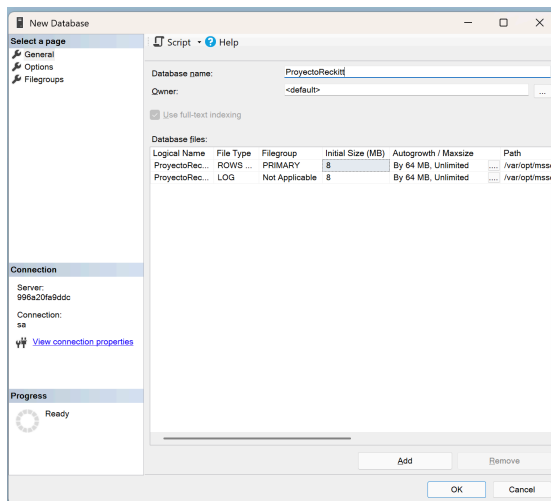 New Database
Select a page
General
Options
Filegroups
Script Help
Database name: ProyectoReckitt
Owner: <default> ...
Use full-text indexing
Database files:
Logical Name File Type Filegroup Initial Size (MB) Autogrowth / Maxsize Path
ProyectoRec... ROWS ... PRIMARY 8 By 64 MB, Unlimited ... /var/opt/mss
ProyectoRec... LOG Not Applicable 8 By 64 MB, Unlimited ... /var/opt/mss
Connection
Server:
996a20fa9ddc
Connection:
sa
View connection properties
Progress
Ready
Add Remove
OK Cancel